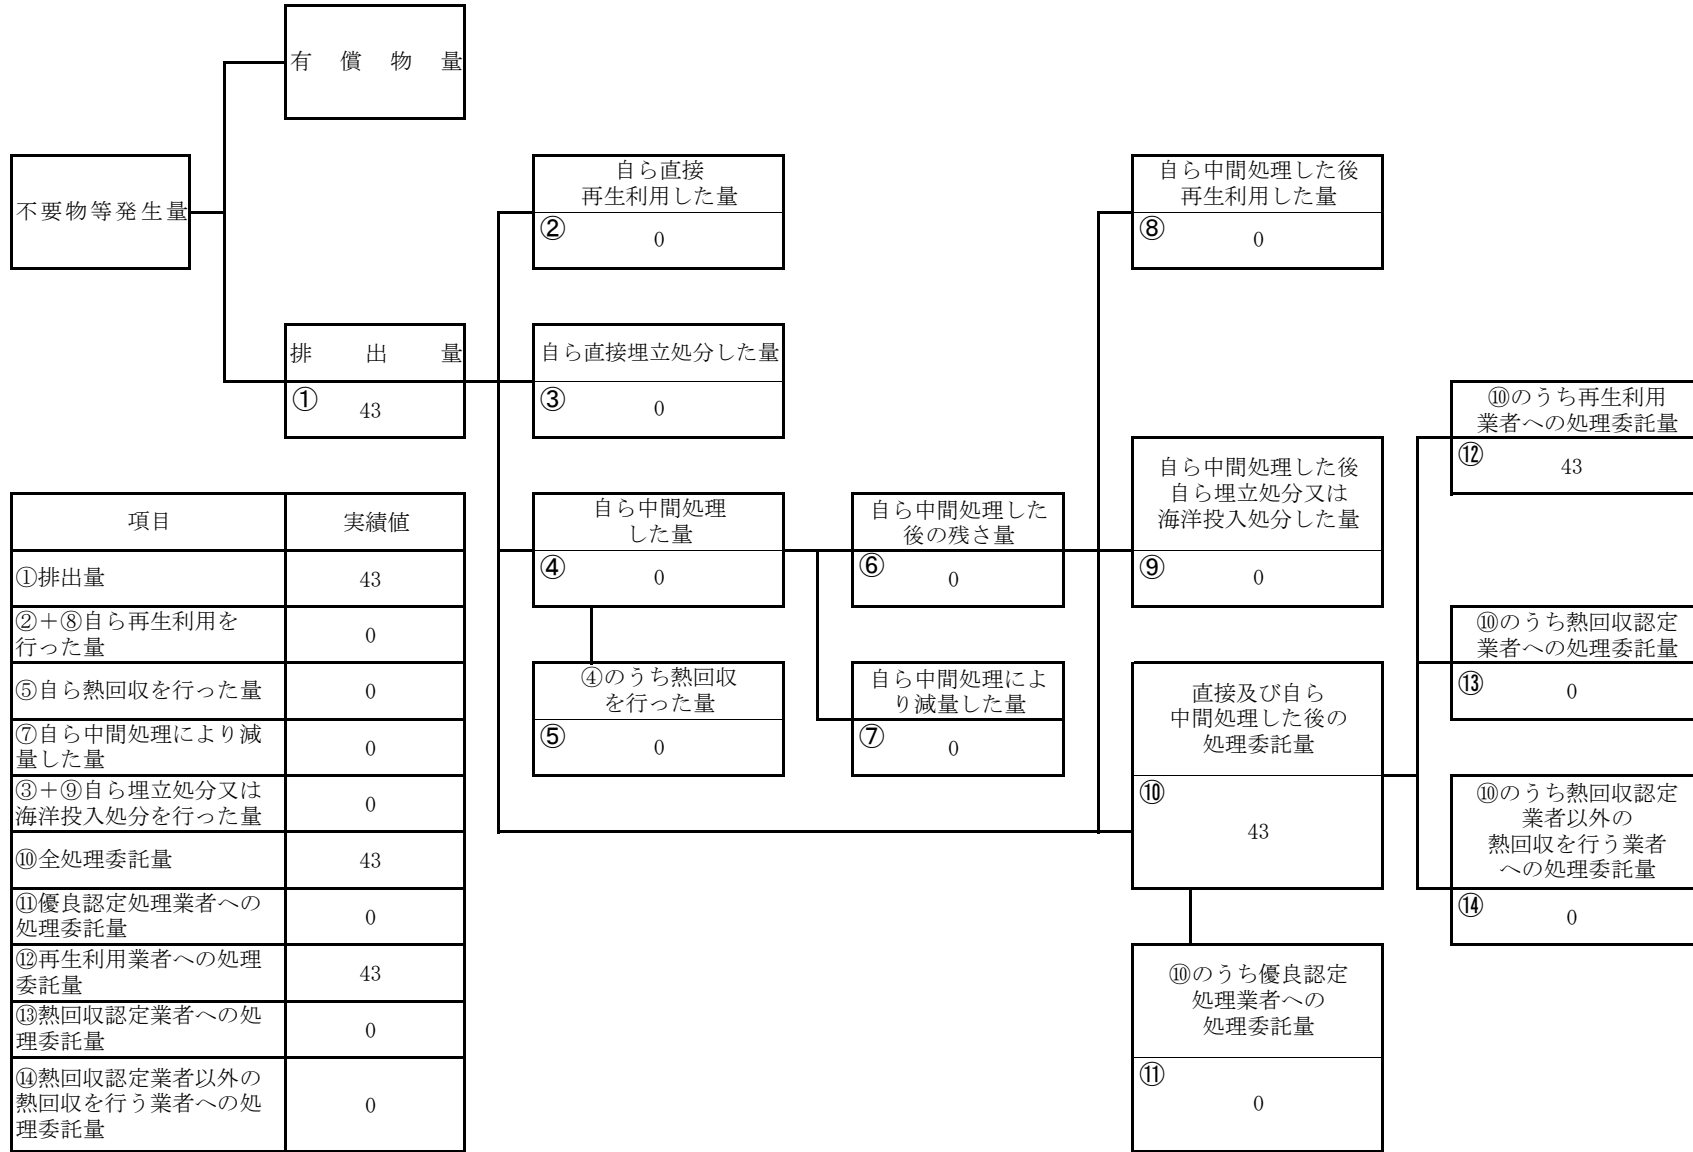 有償物量
不要物等発生量
自ら直接
再生利用した量
②
0
自ら中間処理した後
再生利用した量
⑧
0
排出量
①
43
自ら直接埋立処分した量
③
0
⑩のうち再生利用
業者への処理委託量
⑫
43
自ら中間処理
した量
④
0
自ら中間処理した
後の残さ量
⑥
0
自ら中間処理した後
自ら埋立処分又は
海洋投入処分した量
⑨
0
⑩のうち熱回収認定
業者への処理委託量
⑬
0
④のうち熱回収
を行った量
⑤
0
自ら中間処理によ
り減量した量
⑦
0
直接及び自ら
中間処理した後の
処理委託量
⑩
43
⑩のうち熱回収認定
業者以外の
熱回収を行う業者
への処理委託量
⑭
0
⑩のうち優良認定
処理業者への
処理委託量
⑪
0
項目
実績値
①排出量
43
②＋⑧自ら再生利用を
行った量
0
⑤自ら熱回収を行った量
0
⑦自ら中間処理により減
量した量
0
③＋⑨自ら埋立処分又は
海洋投入処分を行った量
0
⑩全処理委託量
43
⑪優良認定処理業者への
処理委託量
0
⑫再生利用業者への処理
委託量
43
⑬熱回収認定業者への処
理委託量
0
⑭熱回収認定業者以外の
熱回収を行う業者への処
理委託量
0